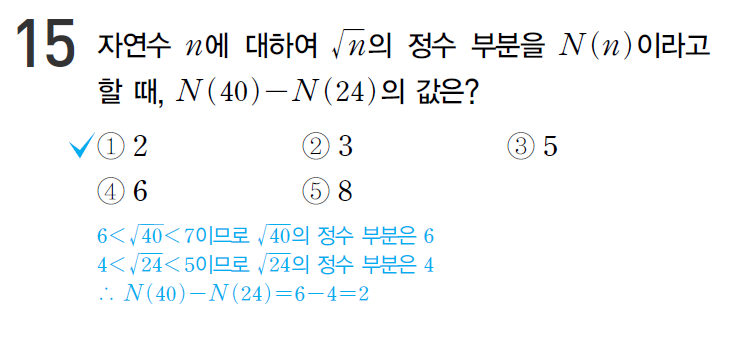 15 자연수 n에 대하여 √n의 정수 부분을 N(n)이라고
할 때, N(40)-N(24)의 값은?
✓① 2 ② 3 ③ 5
④ 6 ⑤ 8
6<√40<7이므로 √40의 정수 부분은 6
4<√24<5이므로 √24의 정수 부분은 4
∴ N(40)-N(24)=6-4=2